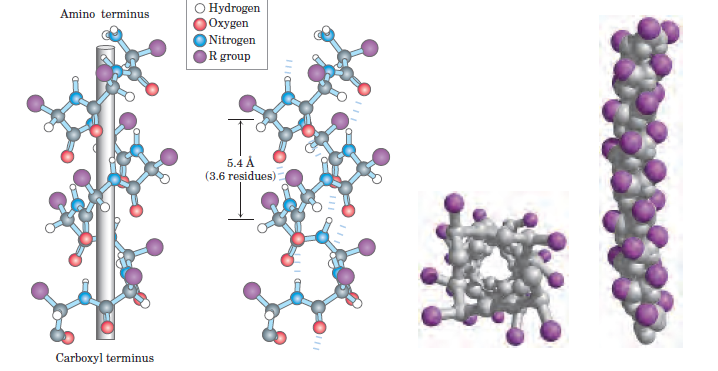 Amino terminus
Hydrogen
Oxygen
Nitrogen
R group
5.4 Å
(3.6 residues)
Carboxyl terminus